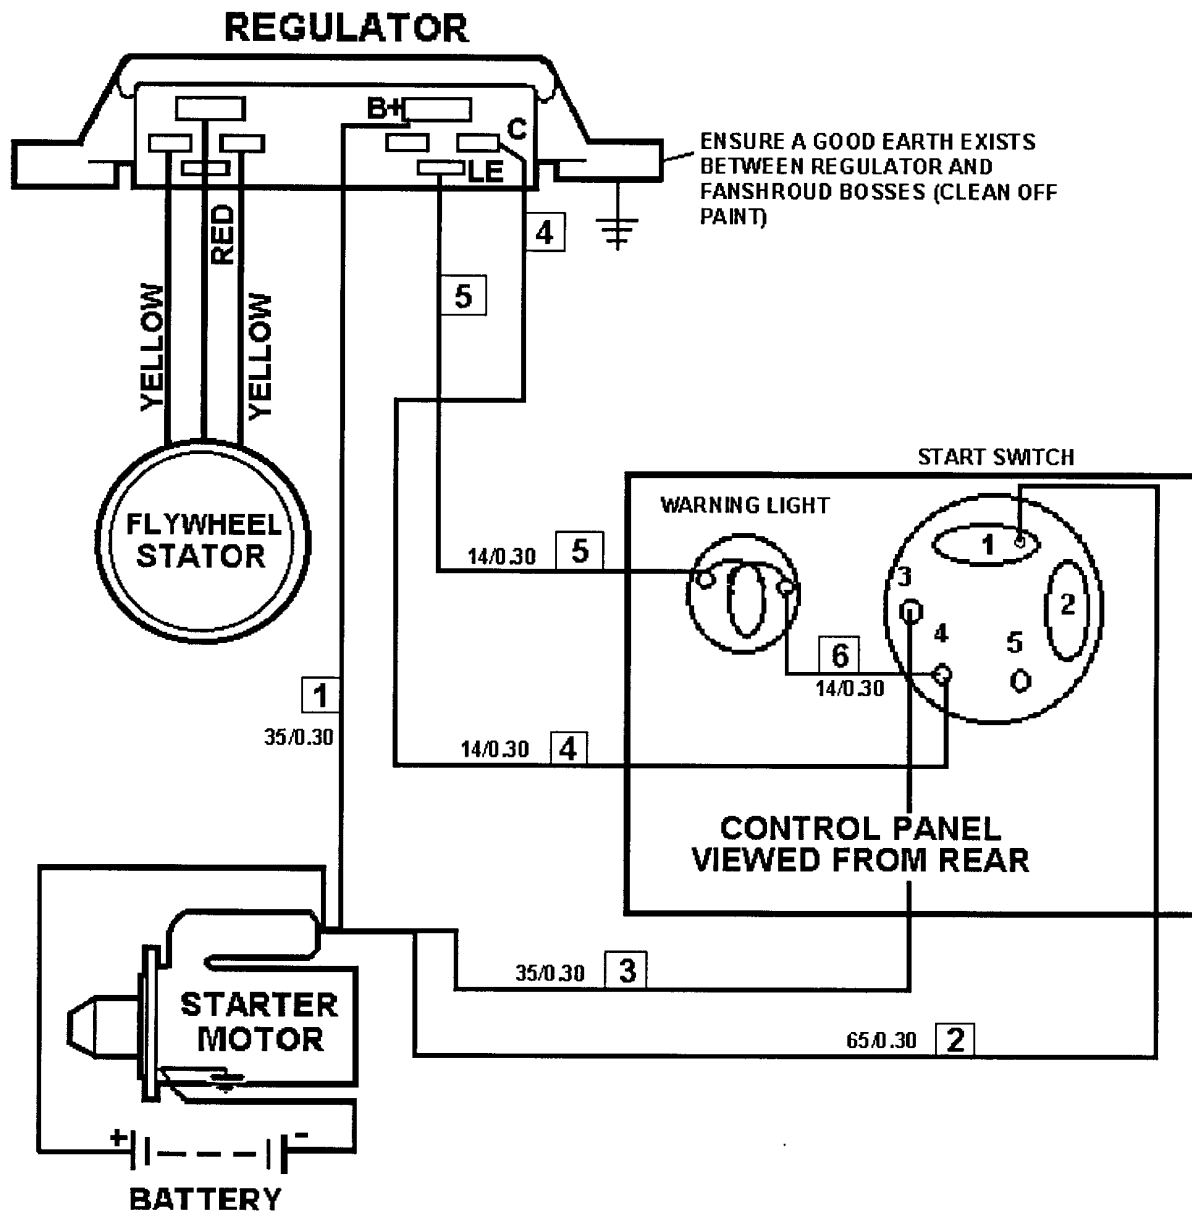 REGULATOR
B+
C
LE
ENSURE A GOOD EARTH EXISTS
BETWEEN REGULATOR AND
FANSHROUD BOSSES (CLEAN OFF
PAINT)
4
5
RED
YELLOW
YELLOW
FLYWHEEL
STATOR
START SWITCH
WARNING LIGHT
14/0.30
5
1
2
3
4
5
6
14/0.30
1
35/0.30
14/0.30
4
CONTROL PANEL
VIEWED FROM REAR
35/0.30
3
65/0.30
2
STARTER
MOTOR
+
-
BATTERY